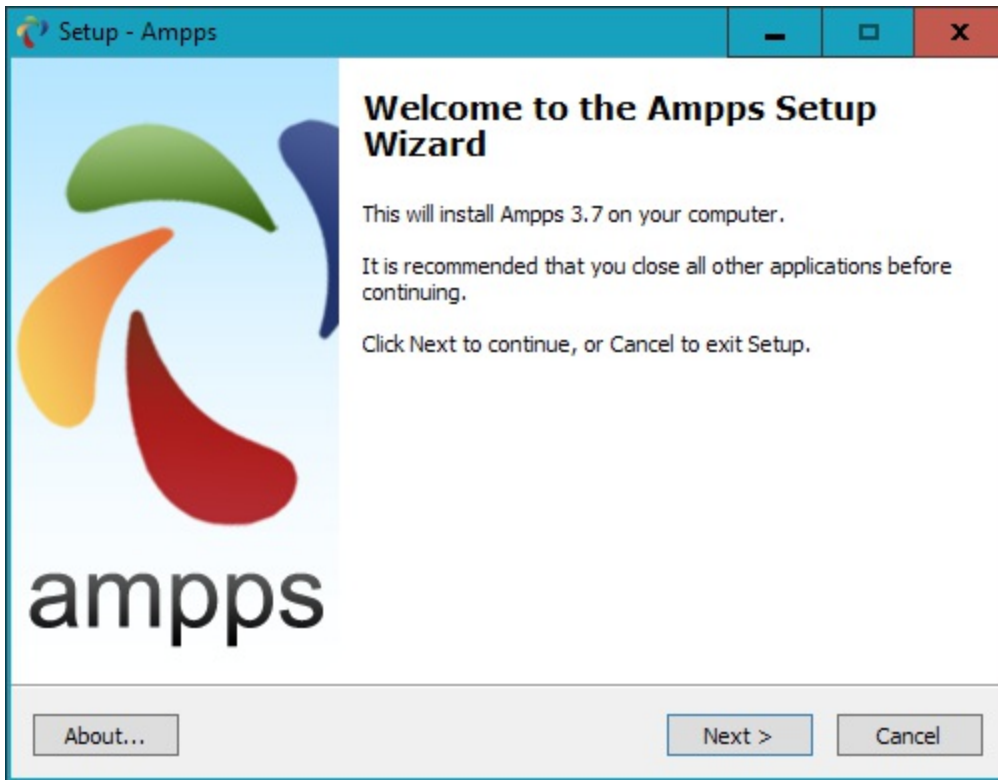 Setup - Ampps
Welcome to the Ampps Setup
Wizard
This will install Ampps 3.7 on your computer.
It is recommended that you close all other applications before
continuing.
Click Next to continue, or Cancel to exit Setup.
ampps
About...
Next >
Cancel